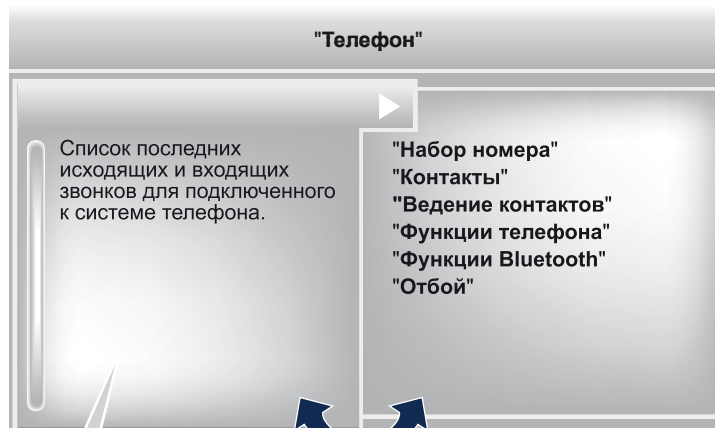 "Телефон"
Список последних
исходящих и входящих
звонков для подключенного
к системе телефона.
"Набор номера"
"Контакты"
"Ведение контактов"
"Функции телефона"
"Функции Bluetooth"
"Отбой"